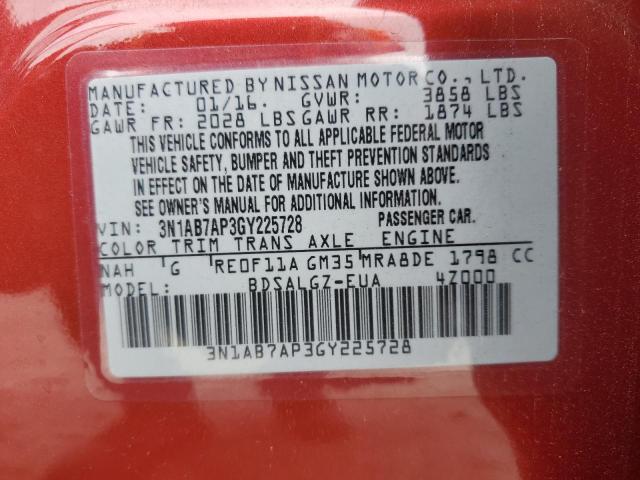 MANUFACTURED BY NISSAN MOTOR CO., LTD.
DATE: 01/16. GVWR: 3858 LBS
GAWR FR: 2028 LBS GAWR RR: 1874 LBS
THIS VEHICLE CONFORMS TO ALL APPLICABLE FEDERAL MOTOR
VEHICLE SAFETY, BUMPER AND THEFT PREVENTION STANDARDS
IN EFFECT ON THE DATE OF MANUFACTURE SHOWN ABOVE.
SEE OWNER'S MANUAL FOR ADDITIONAL INFORMATION.
VIN: 3N1AB7AP3GY225728 PASSENGER CAR.
COLOR TRIM TRANS AXLE ENGINE
NAH G RE0F11A GM35 MRA8DE 1798 CC
MODEL: BDSALGZ-EUA 4Z000
3N1AB7AP3GY225728